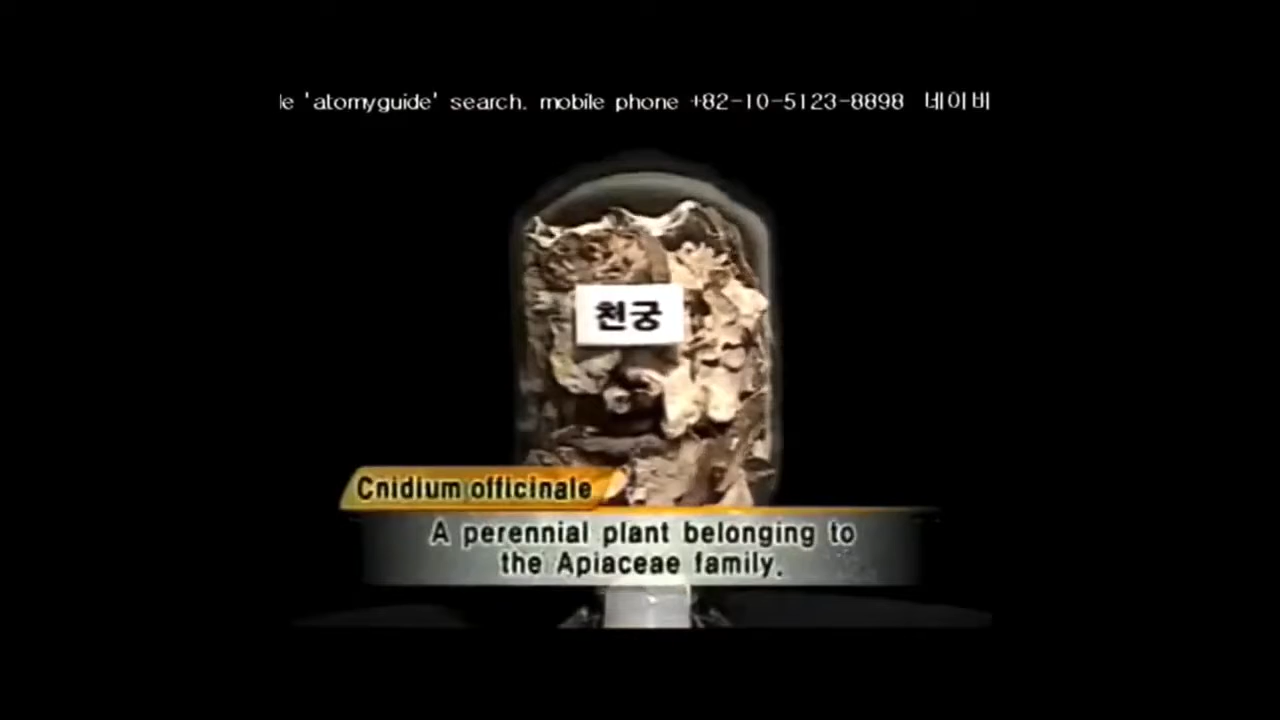 le 'atomyguide' search. mobile phone +82-10-5123-8898 네이버
천궁
Cnidium officinale
A perennial plant belonging to
the Apiaceae family.